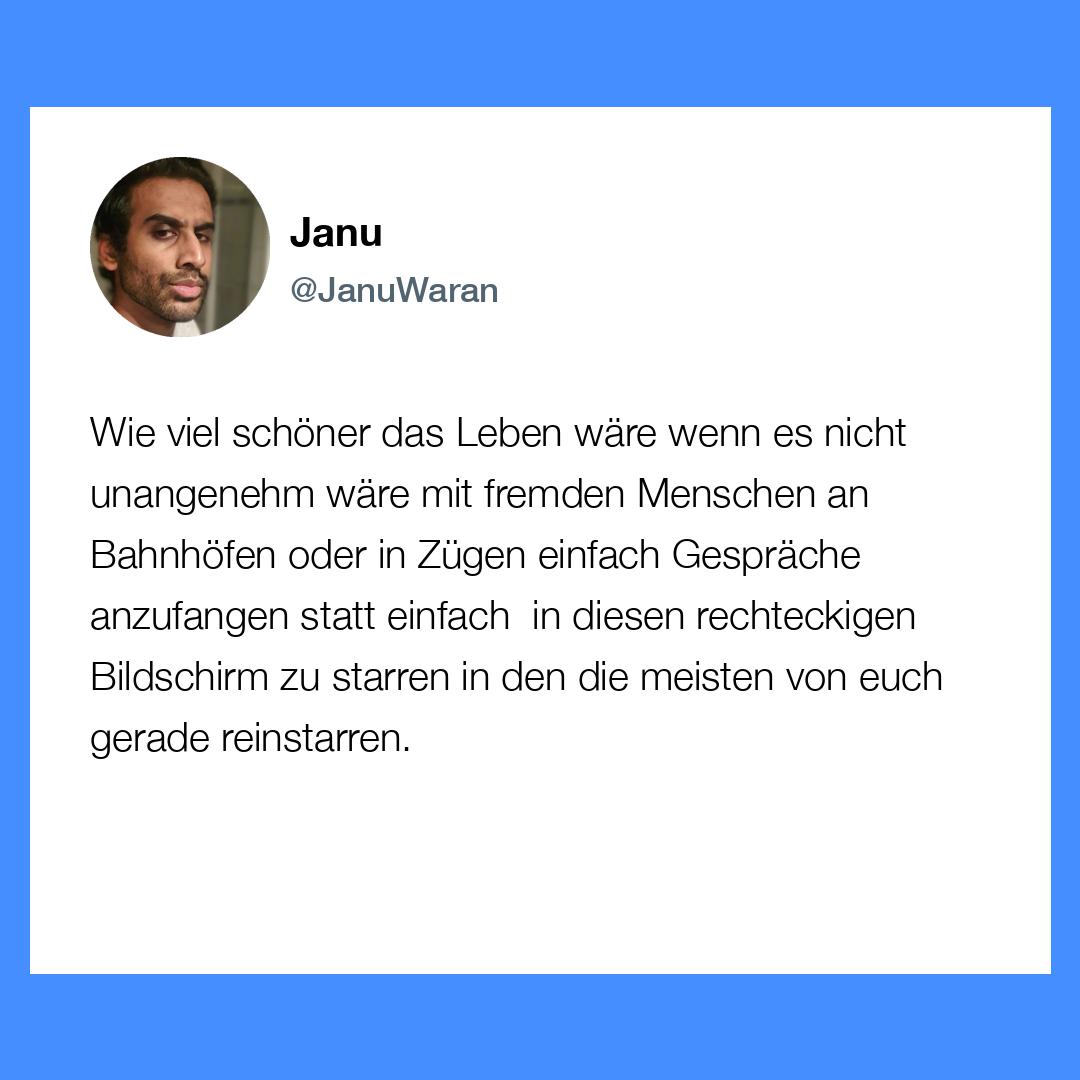 Janu
@JanuWaran
Wie viel schöner das Leben wäre wenn es nicht
unangenehm wäre mit fremden Menschen an
Bahnhöfen oder in Zügen einfach Gespräche
anzufangen statt einfach  in diesen rechteckigen
Bildschirm zu starren in den die meisten von euch
gerade reinstarren.